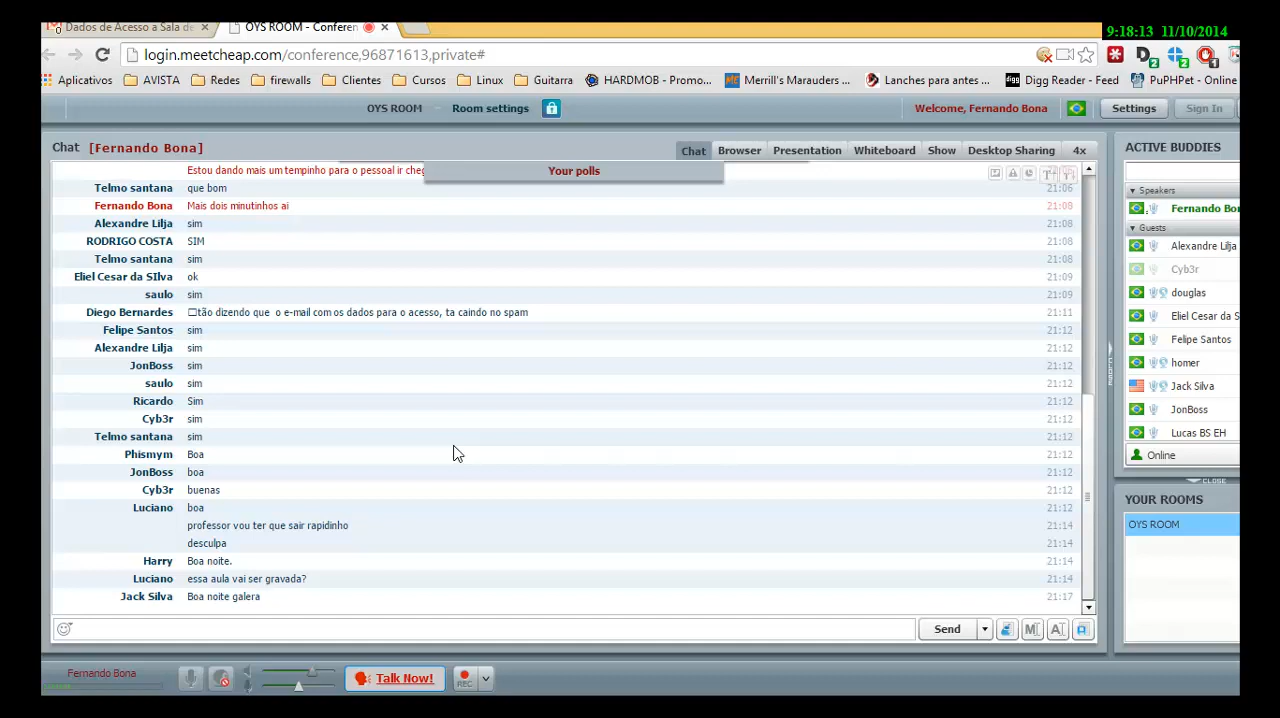 Dados de Acesso a Sala de
OYS ROOM - Conferen
9:18:13 11/10/2014
login.meetcheap.com/conference,96871613,private#
Aplicativos AVISTA Redes firewalls Clientes Cursos Linux Guitarra HARDMOB - Promo... Merrill's Marauders ... Lanches para antes ... Digg Reader - Feed PuPHPet - Online
OYS ROOM Room settings Welcome, Fernando Bona Settings Sign In
Chat [Fernando Bona] Chat Browser Presentation Whiteboard Show Desktop Sharing 4x
Your polls
Estou dando mais um tempinho para o pessoal ir cheg
Telmo santana que bom 21:06
Fernando Bona Mais dois minutinhos ai 21:08
Alexandre Lilja sim 21:08
RODRIGO COSTA SIM 21:08
Telmo santana sim 21:08
Eliel Cesar da SIlva ok 21:09
saulo sim 21:09
Diego Bernardes □tão dizendo que o e-mail com os dados para o acesso, ta caindo no spam 21:11
Felipe Santos sim 21:12
Alexandre Lilja sim 21:12
JonBoss sim 21:12
saulo sim 21:12
Ricardo Sim 21:12
Cyb3r sim 21:12
Telmo santana sim 21:12
Phismym Boa 21:12
JonBoss boa 21:12
Cyb3r buenas 21:12
Luciano boa 21:12
professor vou ter que sair rapidinho 21:14
desculpa 21:14
Harry Boa noite. 21:14
Luciano essa aula vai ser gravada? 21:14
Jack Silva Boa noite galera 21:17
Send
Fernando Bona
Talk Now!
REC
ACTIVE BUDDIES
Speakers
Fernando Bo
Guests
Alexandre Lilja
Cyb3r
douglas
Eliel Cesar da S
Felipe Santos
homer
Jack Silva
JonBoss
Lucas BS EH
Online
CLOSE
YOUR ROOMS
OYS ROOM